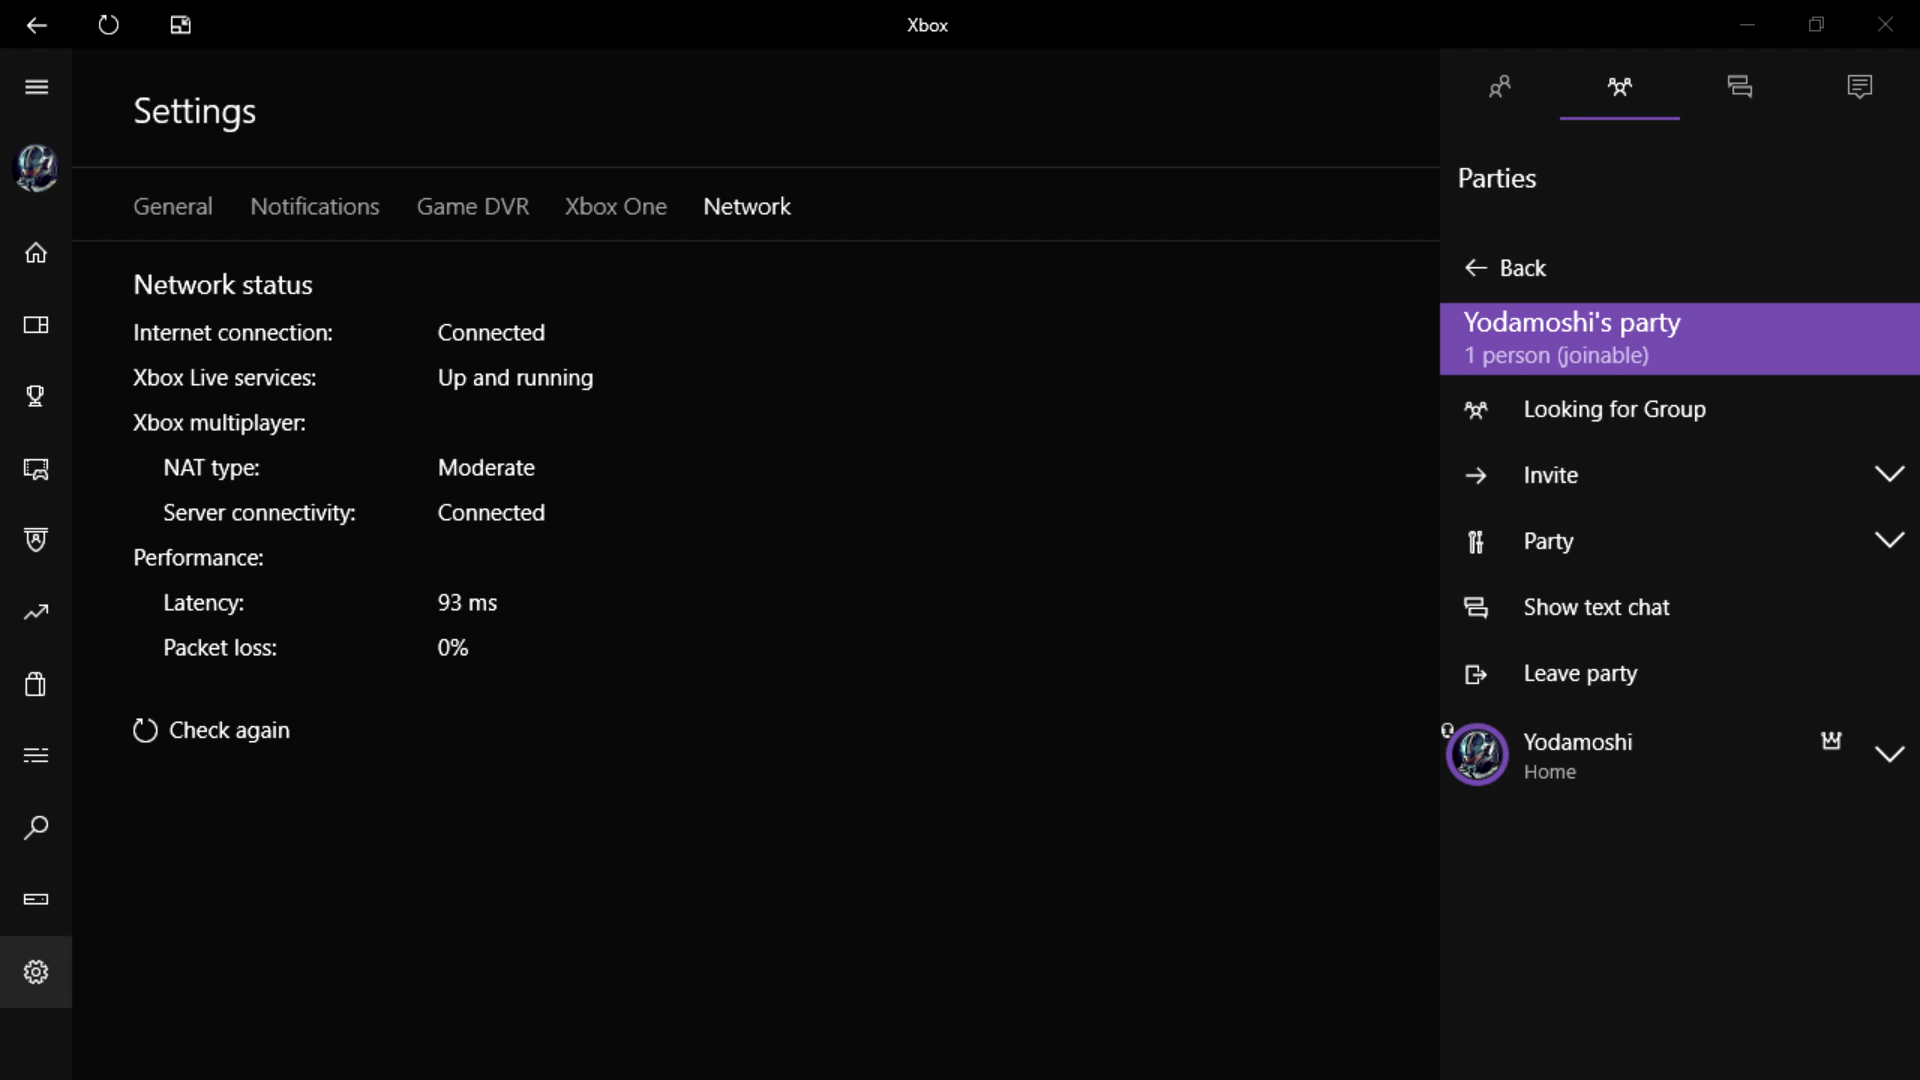 Xbox
Settings
General Notifications Game DVR Xbox One Network
Network status
Internet connection: Connected
Xbox Live services: Up and running
Xbox multiplayer:
NAT type: Moderate
Server connectivity: Connected
Performance:
Latency: 93 ms
Packet loss: 0%
Check again
Parties
Back
Yodamoshi's party
1 person (joinable)
Looking for Group
Invite
Party
Show text chat
Leave party
Yodamoshi
Home